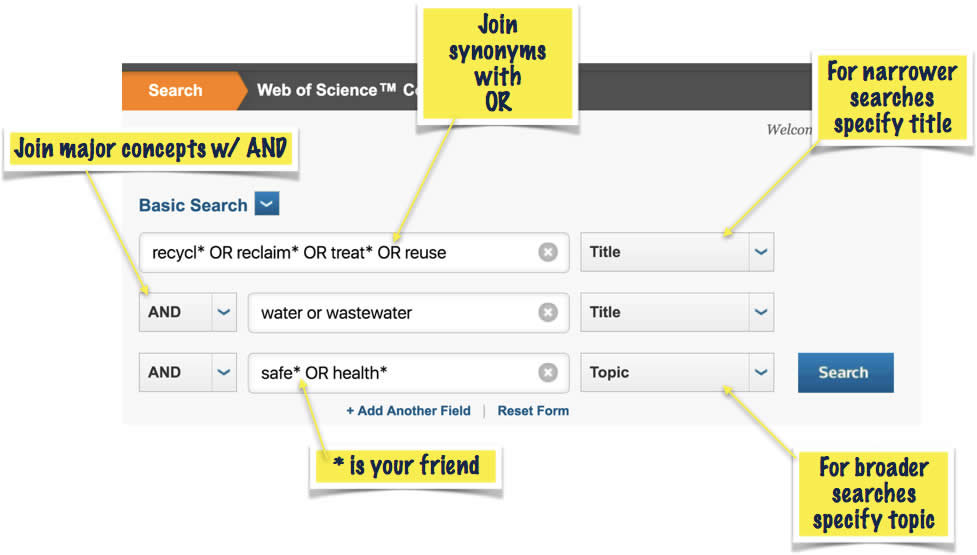 Join
synonyms
with
OR
For narrower
searches
specify title
Search
Web of Science™
Join major concepts w/ AND
Basic Search
recycl* OR reclaim* OR treat* OR reuse
Title
AND
water or wastewater
Title
AND
safe* OR health*
Topic
Search
+ Add Another Field | Reset Form
* is your friend
For broader
searches
specify topic